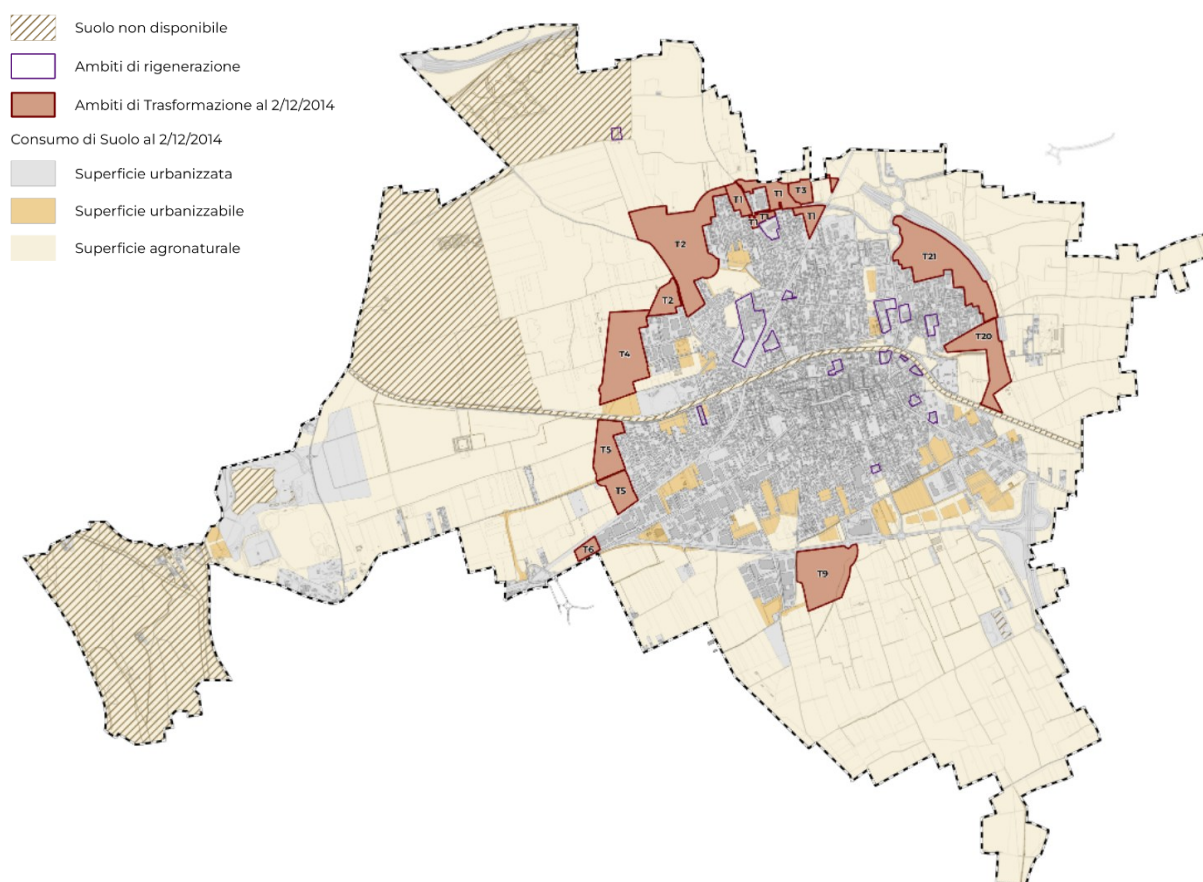 Suolo non disponibile
Ambiti di rigenerazione
Ambiti di Trasformazione al 2/12/2014
Consumo di Suolo al 2/12/2014
Superficie urbanizzata
Superficie urbanizzabile
Superficie agronaturale
T1
T1
T3
T1
T2
T21
T2
T20
T4
T5
T5
T6
T9